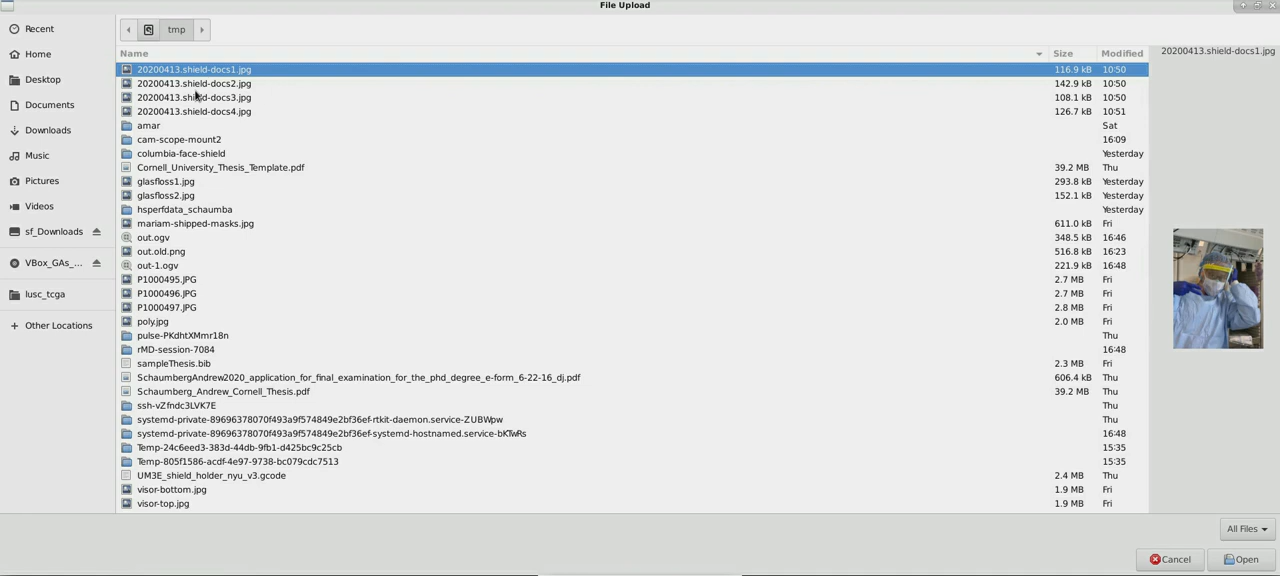 File Upload
Recent
tmp
20200413.shield-docs1.jpg
Home
Name Size Modified
20200413.shield-docs1.jpg 116.9 kB 10:50
Desktop
20200413.shield-docs2.jpg 142.9 kB 10:50
20200413.shield-docs3.jpg 108.1 kB 10:50
Documents
20200413.shield-docs4.jpg 126.7 kB 10:51
amar Sat
Downloads
cam-scope-mount2 16:09
Music
columbia-face-shield Yesterday
Cornell_University_Thesis_Template.pdf 39.2 MB Thu
Pictures
glasfloss1.jpg 293.8 kB Yesterday
glasfloss2.jpg 152.1 kB Yesterday
Videos
hsperfdata_schaumba Yesterday
mariam-shipped-masks.jpg 611.0 kB Fri
sf_Downloads
out.ogv 348.5 kB 16:46
out.old.png 516.8 kB 16:23
VBox_GAs_...
out-1.ogv 221.9 kB 16:48
P1000495.JPG 2.7 MB Fri
lusc_tcga
P1000496.JPG 2.7 MB Fri
P1000497.JPG 2.8 MB Fri
Other Locations
poly.jpg 2.0 MB Fri
pulse-PKdhtXMmr18n Thu
rMD-session-7084 16:48
sampleThesis.bib 2.3 MB Fri
SchaumbergAndrew2020_application_for_final_examination_for_the_phd_degree_e-form_6-22-16_dj.pdf 606.4 kB Thu
Schaumberg_Andrew_Cornell_Thesis.pdf 39.2 MB Thu
ssh-vZfndc3LVK7E Thu
systemd-private-89696378070f493a9f574849e2bf36ef-rtkit-daemon.service-ZUBWpw Thu
systemd-private-89696378070f493a9f574849e2bf36ef-systemd-hostnamed.service-bKTwRs 16:48
Temp-24c6eed3-383d-44db-9fb1-d425bc9c25cb 15:35
Temp-805f1586-acdf-4e97-9738-bc079cdc7513 15:35
UM3E_shield_holder_nyu_v3.gcode 2.4 MB Thu
visor-bottom.jpg 1.9 MB Fri
visor-top.jpg 1.9 MB Fri
All Files
Cancel
Open